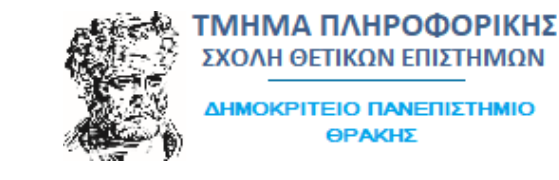 ΤΜΗΜΑ ΠΛΗΡΟΦΟΡΙΚΗΣ
ΣΧΟΛΗ ΘΕΤΙΚΩΝ ΕΠΙΣΤΗΜΩΝ
ΔΗΜΟΚΡΙΤΕΙΟ ΠΑΝΕΠΙΣΤΗΜΙΟ
ΘΡΑΚΗΣ